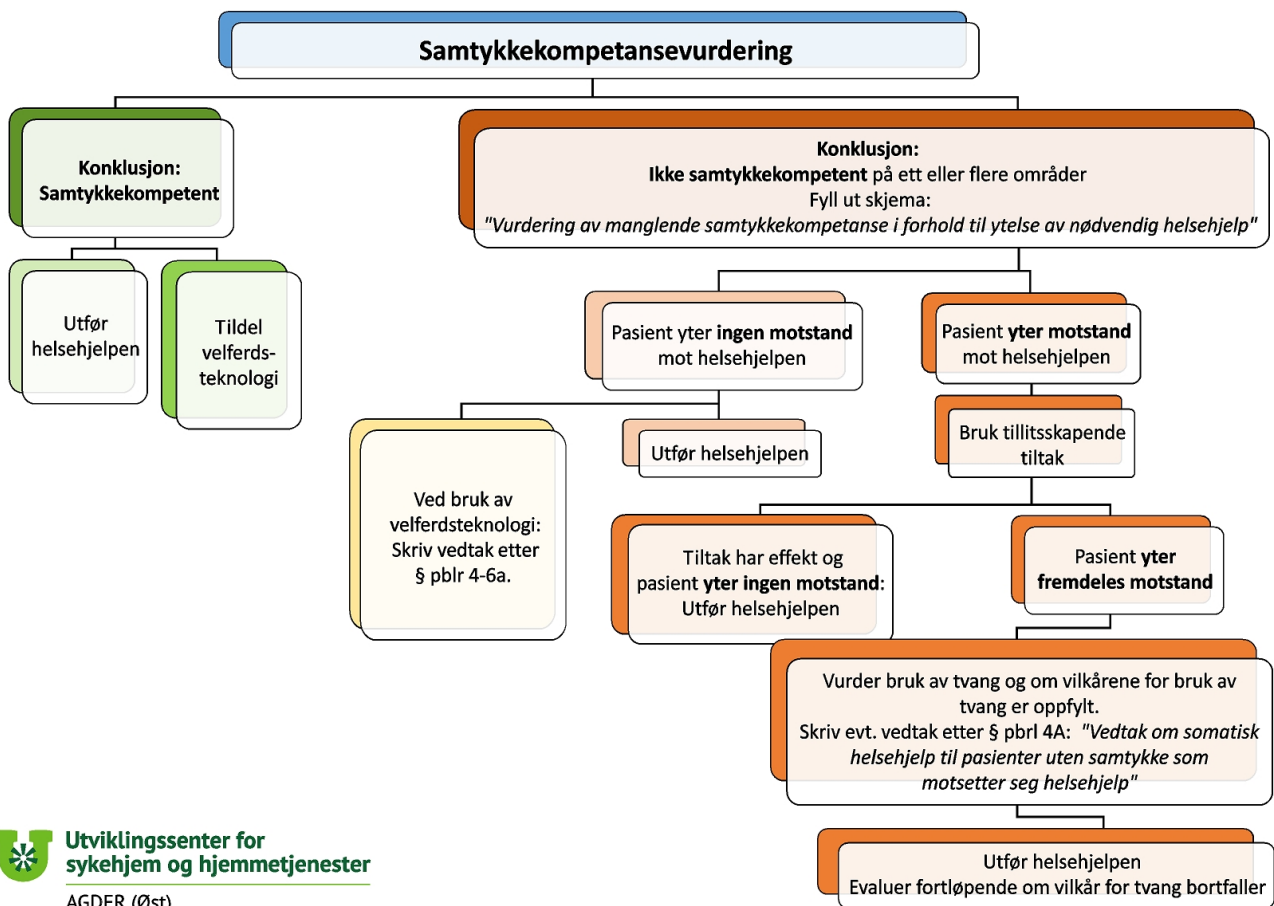 Samtykkekompetansevurdering
Konklusjon:
Samtykkekompetent
Utfør
helsehjelpen
Tildel
velferds-
teknologi
Konklusjon:
Ikke samtykkekompetent på ett eller flere områder
Fyll ut skjema:
"Vurdering av manglende samtykkekompetanse i forhold til ytelse av nødvendig helsehjelp"
Pasient yter ingen motstand
mot helsehjelpen
Ved bruk av
velferdsteknologi:
Skriv vedtak etter
§ pblr 4-6a.
Utfør helsehjelpen
Pasient yter motstand
mot helsehjelpen
Bruk tillitsskapende
tiltak
Tiltak har effekt og
pasient yter ingen motstand:
Utfør helsehjelpen
Pasient yter
fremdeles motstand
Vurder bruk av tvang og om vilkårene for bruk av
tvang er oppfylt.
Skriv evt. vedtak etter § pbrl 4A: "Vedtak om somatisk
helsehjelp til pasienter uten samtykke som
motsetter seg helsehjelp"
Utfør helsehjelpen
Evaluer fortløpende om vilkår for tvang bortfaller
Utviklingssenter for
sykehjem og hjemmetjenester
AGDER (Øst)